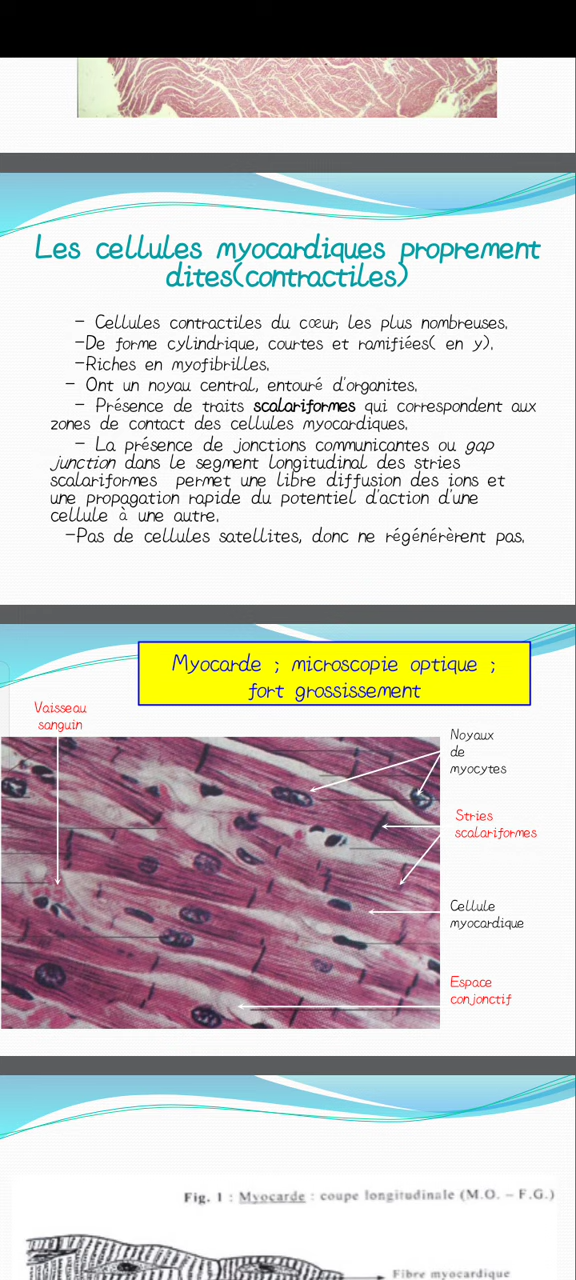 Les cellules myocardiques proprement
dites(contractiles)
- Cellules contractiles du cœur, les plus nombreuses.
-De forme cylindrique, courtes et ramifiées( en y).
-Riches en myofibrilles.
- Ont un noyau central, entouré d'organites.
- Présence de traits scalariformes qui correspondent aux
zones de contact des cellules myocardiques.
- La présence de jonctions communicantes ou gap
junction dans le segment longitudinal des stries
scalariformes permet une libre diffusion des ions et
une propagation rapide du potentiel d'action d'une
cellule à une autre.
-Pas de cellules satellites, donc ne régénérèrent pas.
Myocarde ; microscopie optique ;
fort grossissement
Vaisseau
sanguin
Noyaux
de
myocytes
Stries
scalariformes
Cellule
myocardique
Espace
conjonctif
Fig. 1 : Myocarde : coupe longitudinale (M.O. – F.G.)
Fibre myocardique